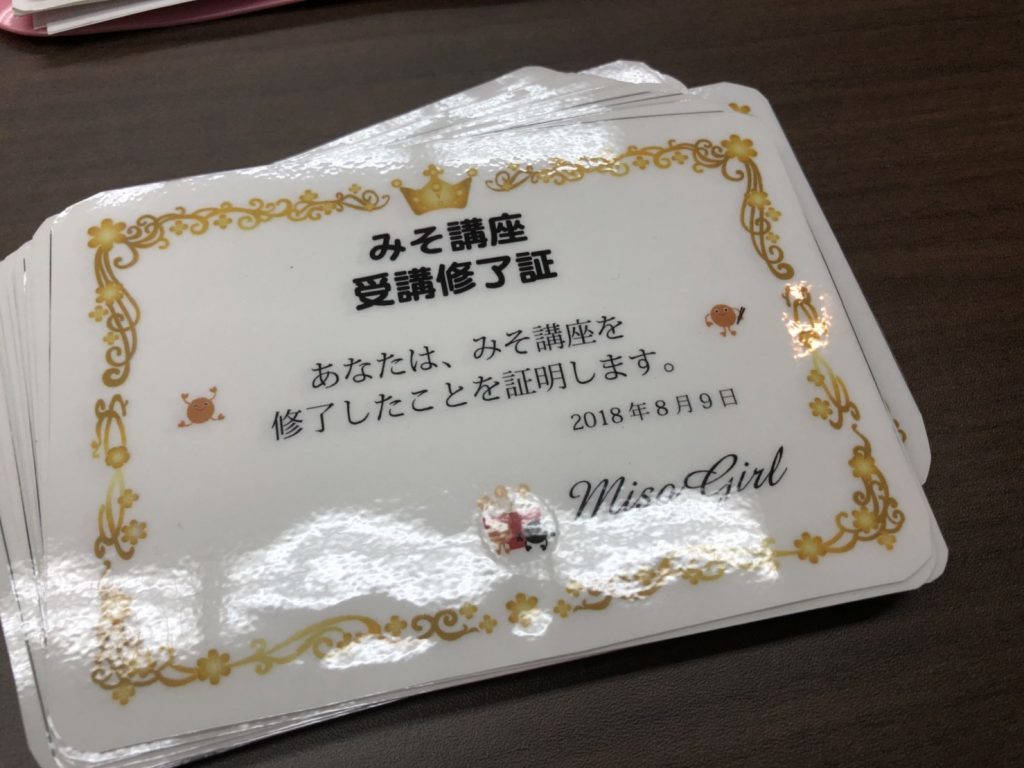 みそ講座
受講修了証
あなたは、みそ講座を
修了したことを証明します。
2018年8月9日
Miso Girl